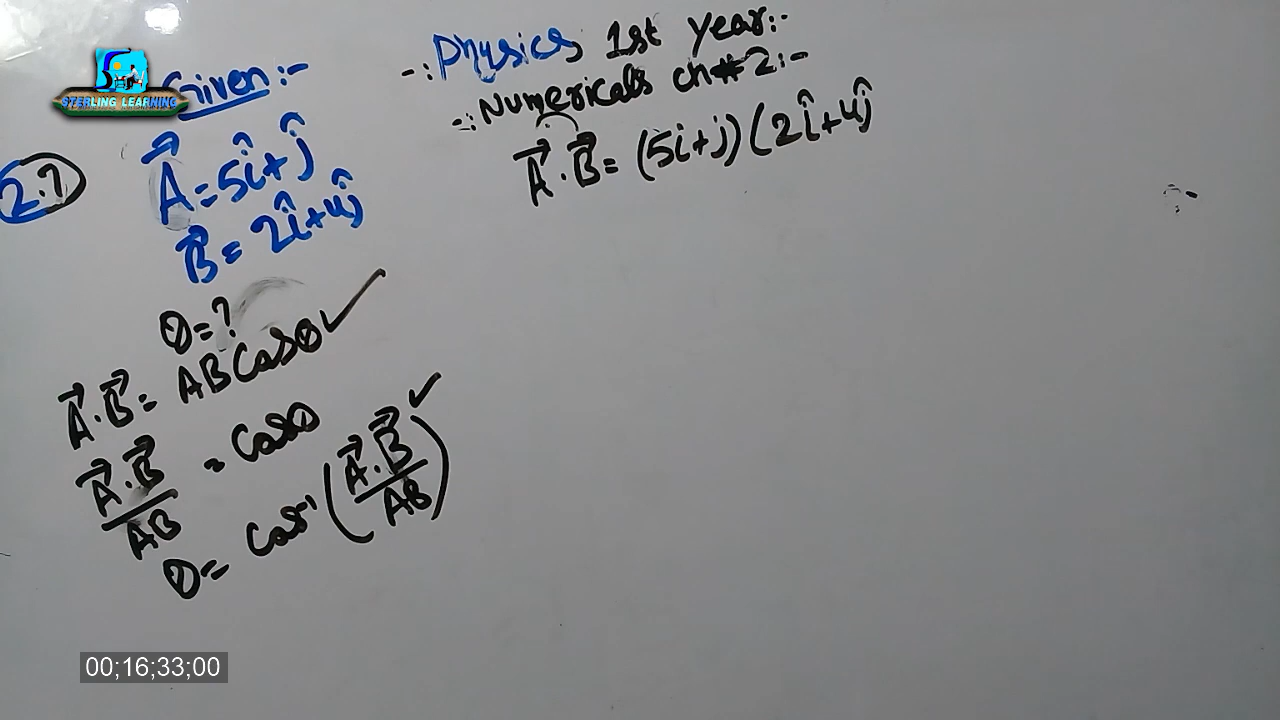 -: Physics 1st year:-
-: Numericals ch#2:-
STERLING LEARNING
Given:-
2.7
A⃗ = 5î+ĵ
B⃗ = 2î+4ĵ
θ=?
A⃗.B⃗ = AB Cosθ ✓
A⃗.B⃗/AB = Cosθ
θ = Cos⁻¹(A⃗.B⃗/AB) ✓
A⃗.B⃗ = (5i+j)(2î+4ĵ)
00;16;33;00